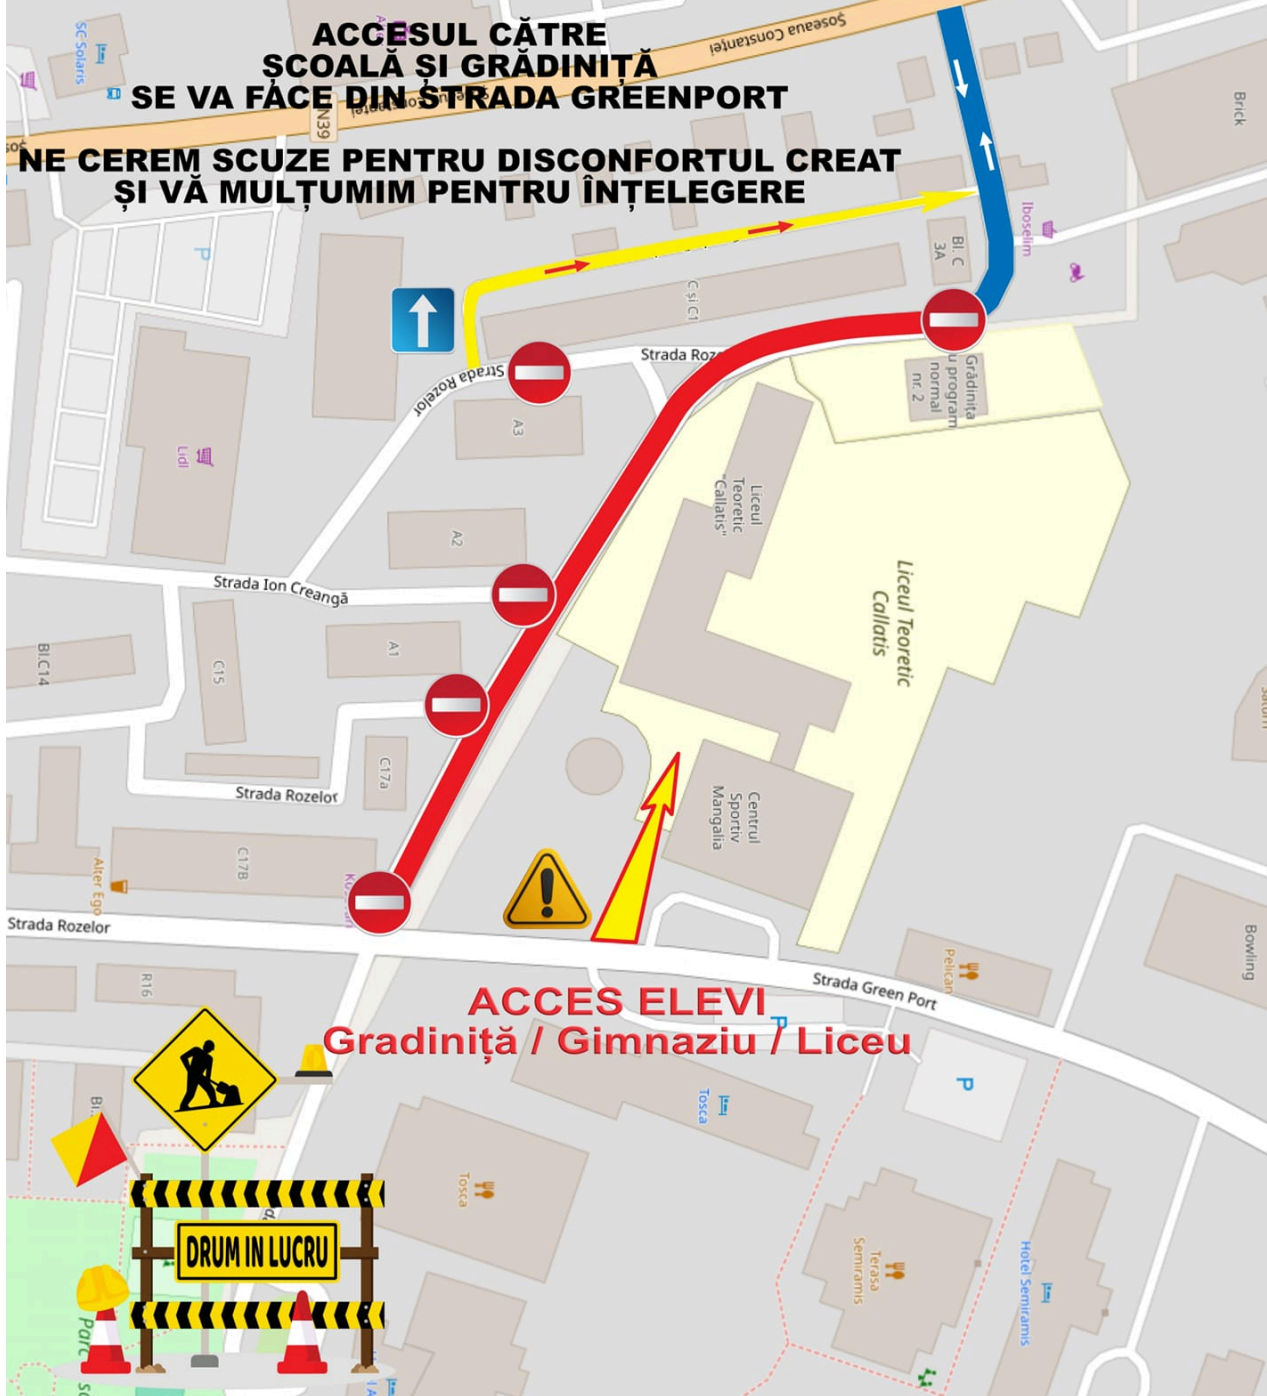 ACCESUL CĂTRE
ȘCOALĂ ȘI GRĂDINIȚĂ
SE VA FACE DIN STRADA GREENPORT
NE CEREM SCUZE PENTRU DISCONFORTUL CREAT
ȘI VĂ MULȚUMIM PENTRU ÎNȚELEGERE
SC Solaris
Șoseaua Constanței
N39
Brick
P
Iboselim
Bl. C
3A
C și C1
Strada
Strada Rozelor
Grădinița
program
normal
nr. 2
A3
Lidl
Liceul
Teoretic
"Callatis"
A2
Strada Ion Creangă
Liceul Teoretic
Callatis
A1
Bl.C14
C15
C17a
Strada Rozelor
Centrul
Sportiv
Mangalia
C17B
Alter Ego
Strada Rozelor
Pelican
Bowling
R16
Strada Green Port
ACCES ELEVI
Gradiniță / Gimnaziu / Liceu
P
P
Tosca
Tosca
DRUM IN LUCRU
Terasa
Semiramis
Hotel Semiramis
Parc